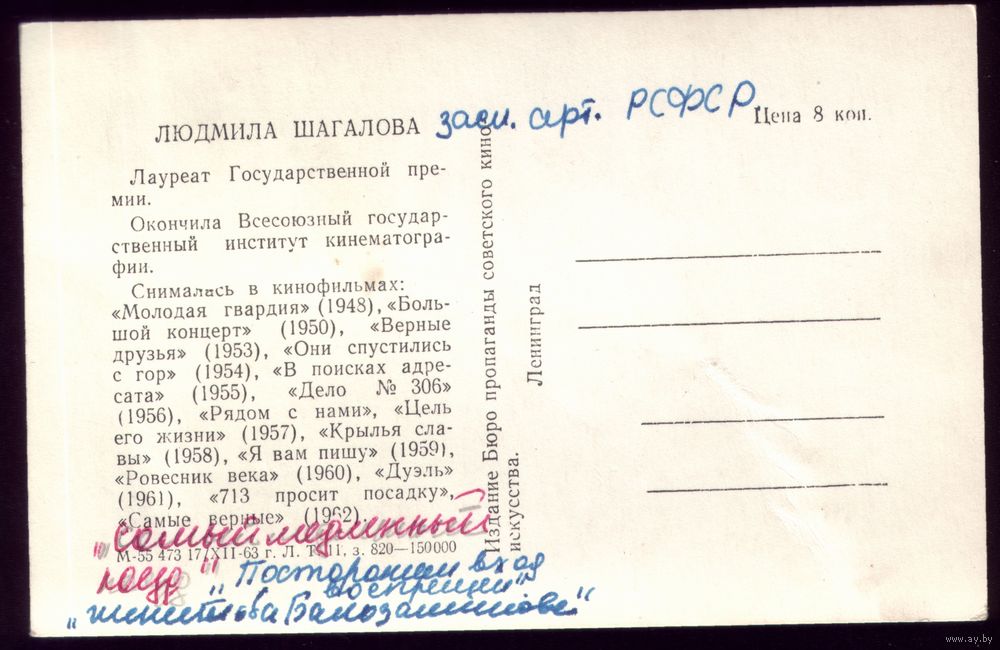 ЛЮДМИЛА ШАГАЛОВА засл. арт. РСФСР
Цена 8 коп.
Лауреат Государственной пре-
мии.
Окончила Всесоюзный государ-
ственный институт кинематогра-
фии.
Снималась в кинофильмах:
«Молодая гвардия» (1948), «Боль-
шой концерт» (1950), «Верные
друзья» (1953), «Они спустились
с гор» (1954), «В поисках адре-
сата» (1955), «Дело № 306»
(1956), «Рядом с нами», «Цель
его жизни» (1957), «Крылья сла-
вы» (1958), «Я вам пишу» (1959),
«Ровесник века» (1960), «Дуэль»
(1961), «713 просит посадку»,
«Самые верные» (1962).
"Самый медленный
М-55 473 17/XII-63 г. Л. Т. 11, з. 820—150000
поезд"
"Посторонним вход
воспрещен"
"Женитьба Бальзаминова"
Издание Бюро пропаганды советского кино-
искусства.
Ленинград
www.ay.by